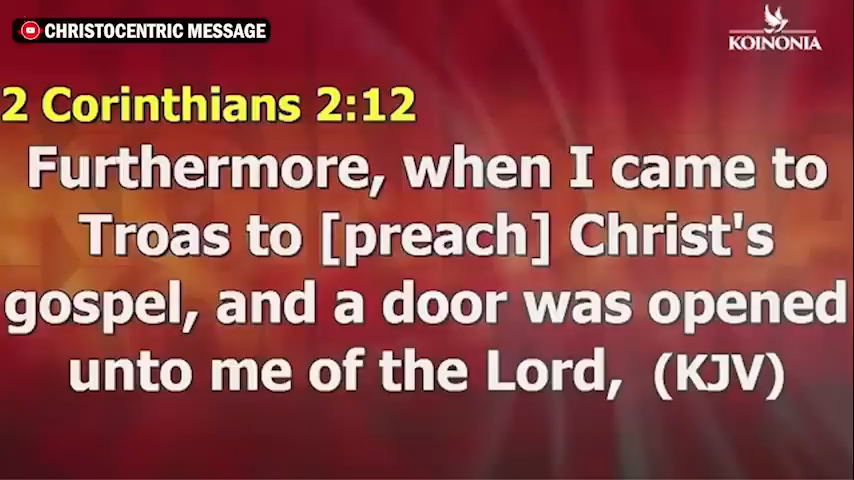 CHRISTOCENTRIC MESSAGE
KOINONIA
2 Corinthians 2:12
Furthermore, when I came to
Troas to [preach] Christ's
gospel, and a door was opened
unto me of the Lord, (KJV)